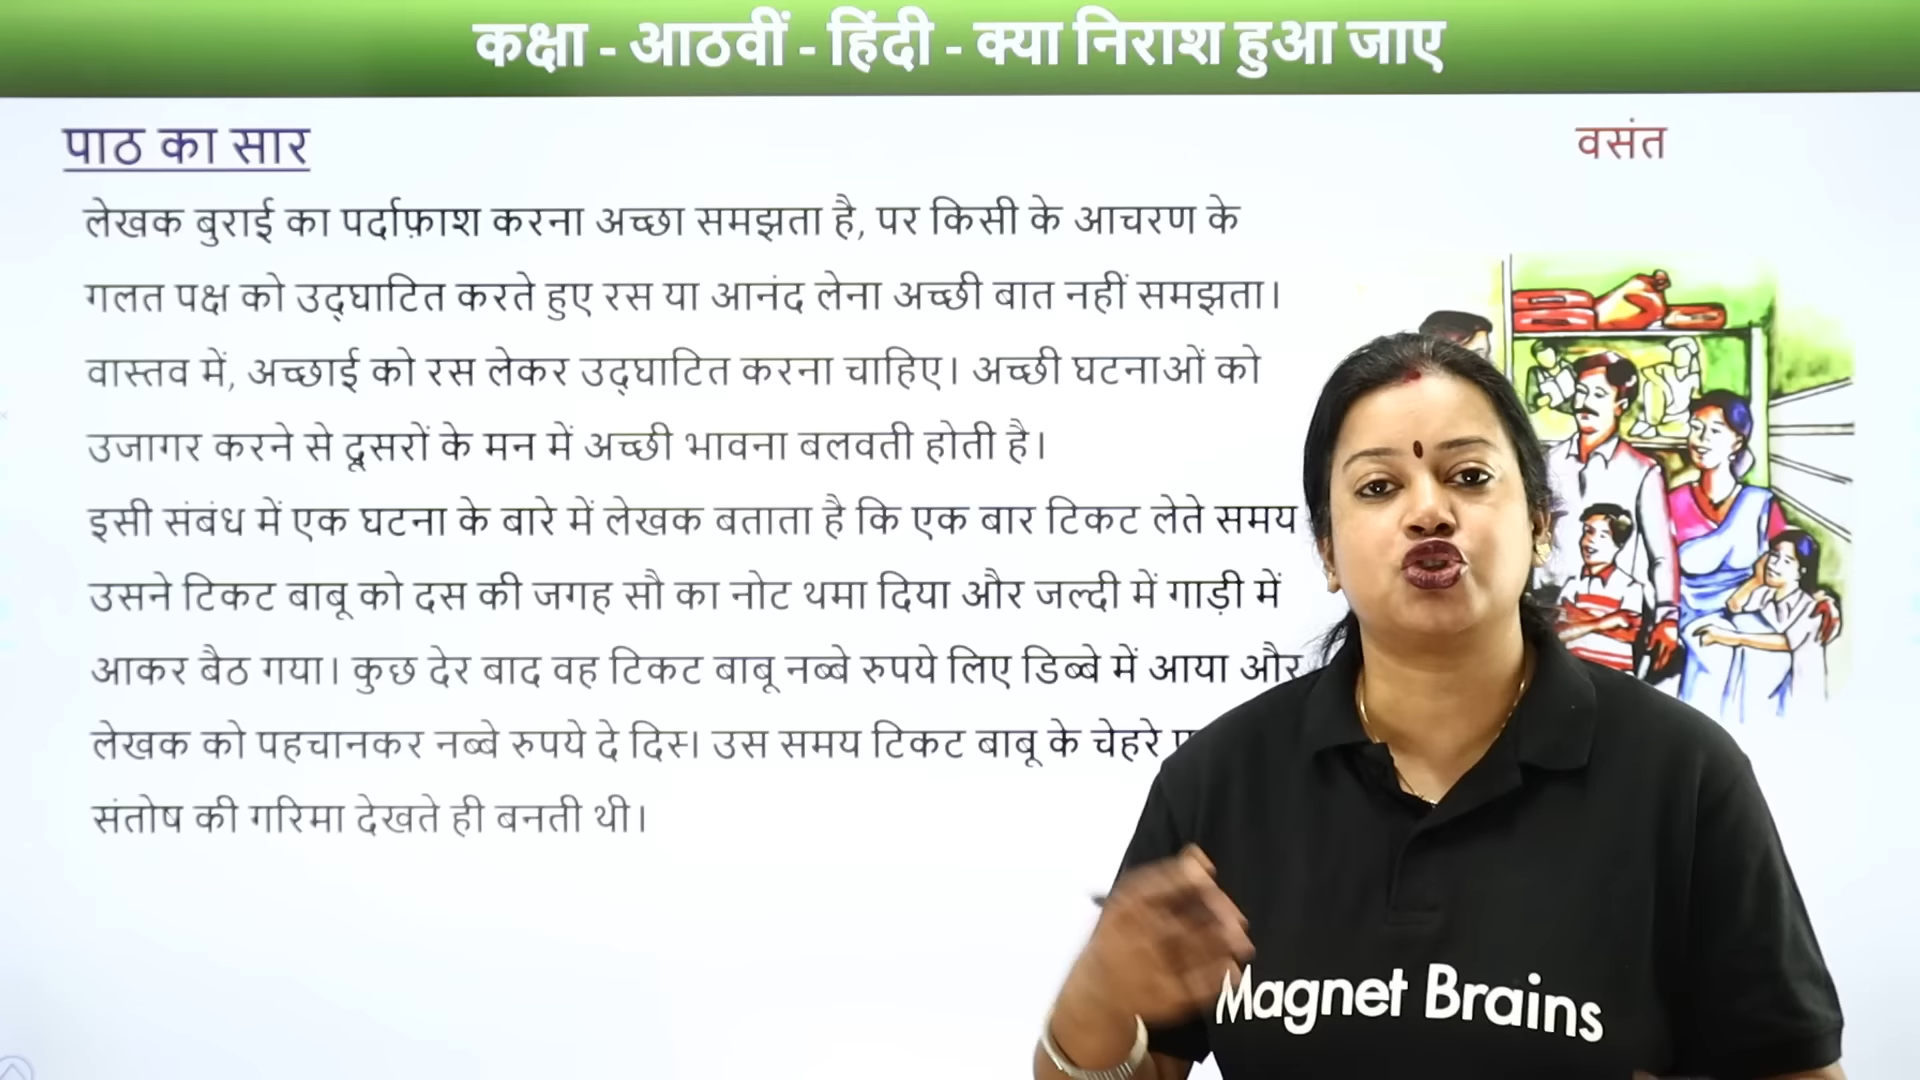 कक्षा - आठवीं - हिंदी - क्या निराश हुआ जाए
पाठ का सार
वसंत
लेखक बुराई का पर्दाफ़ाश करना अच्छा समझता है, पर किसी के आचरण के
गलत पक्ष को उद्घाटित करते हुए रस या आनंद लेना अच्छी बात नहीं समझता।
वास्तव में, अच्छाई को रस लेकर उद्घाटित करना चाहिए। अच्छी घटनाओं को
उजागर करने से दूसरों के मन में अच्छी भावना बलवती होती है।
इसी संबंध में एक घटना के बारे में लेखक बताता है कि एक बार टिकट लेते समय
उसने टिकट बाबू को दस की जगह सौ का नोट थमा दिया और जल्दी में गाड़ी में
आकर बैठ गया। कुछ देर बाद वह टिकट बाबू नब्बे रुपये लिए डिब्बे में आया और
लेखक को पहचानकर नब्बे रुपये दे दिस। उस समय टिकट बाबू के चेहरे
संतोष की गरिमा देखते ही बनती थी।
Magnet Brains